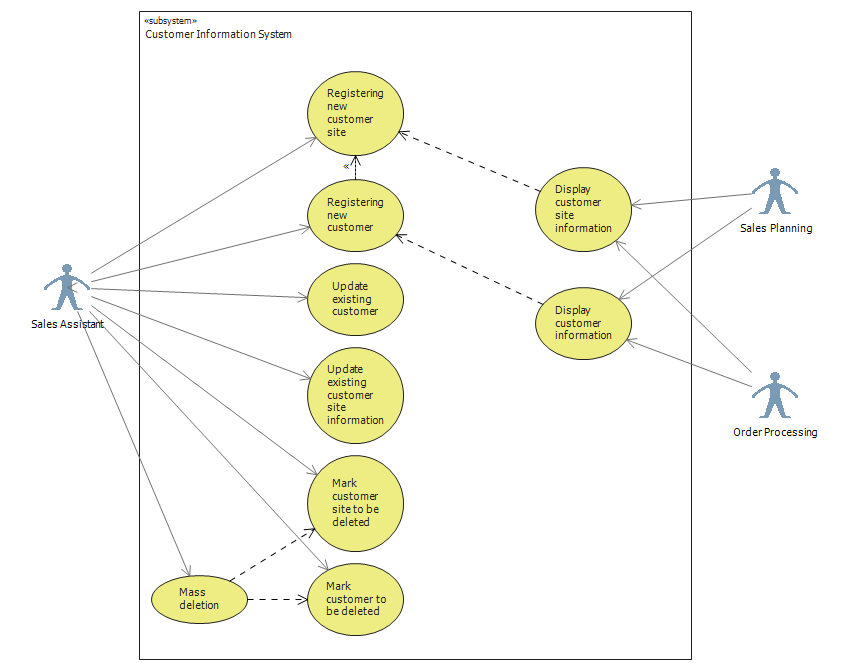 «subsystem»
Customer Information System
Registering
new
customer
site
«
Registering
new
customer
Display
customer
site
information
Sales Planning
Update
existing
customer
Sales Assistant
Display
customer
information
Update
existing
customer
site
information
Order Processing
Mark
customer
site to be
deleted
Mass
deletion
Mark
customer to
be deleted